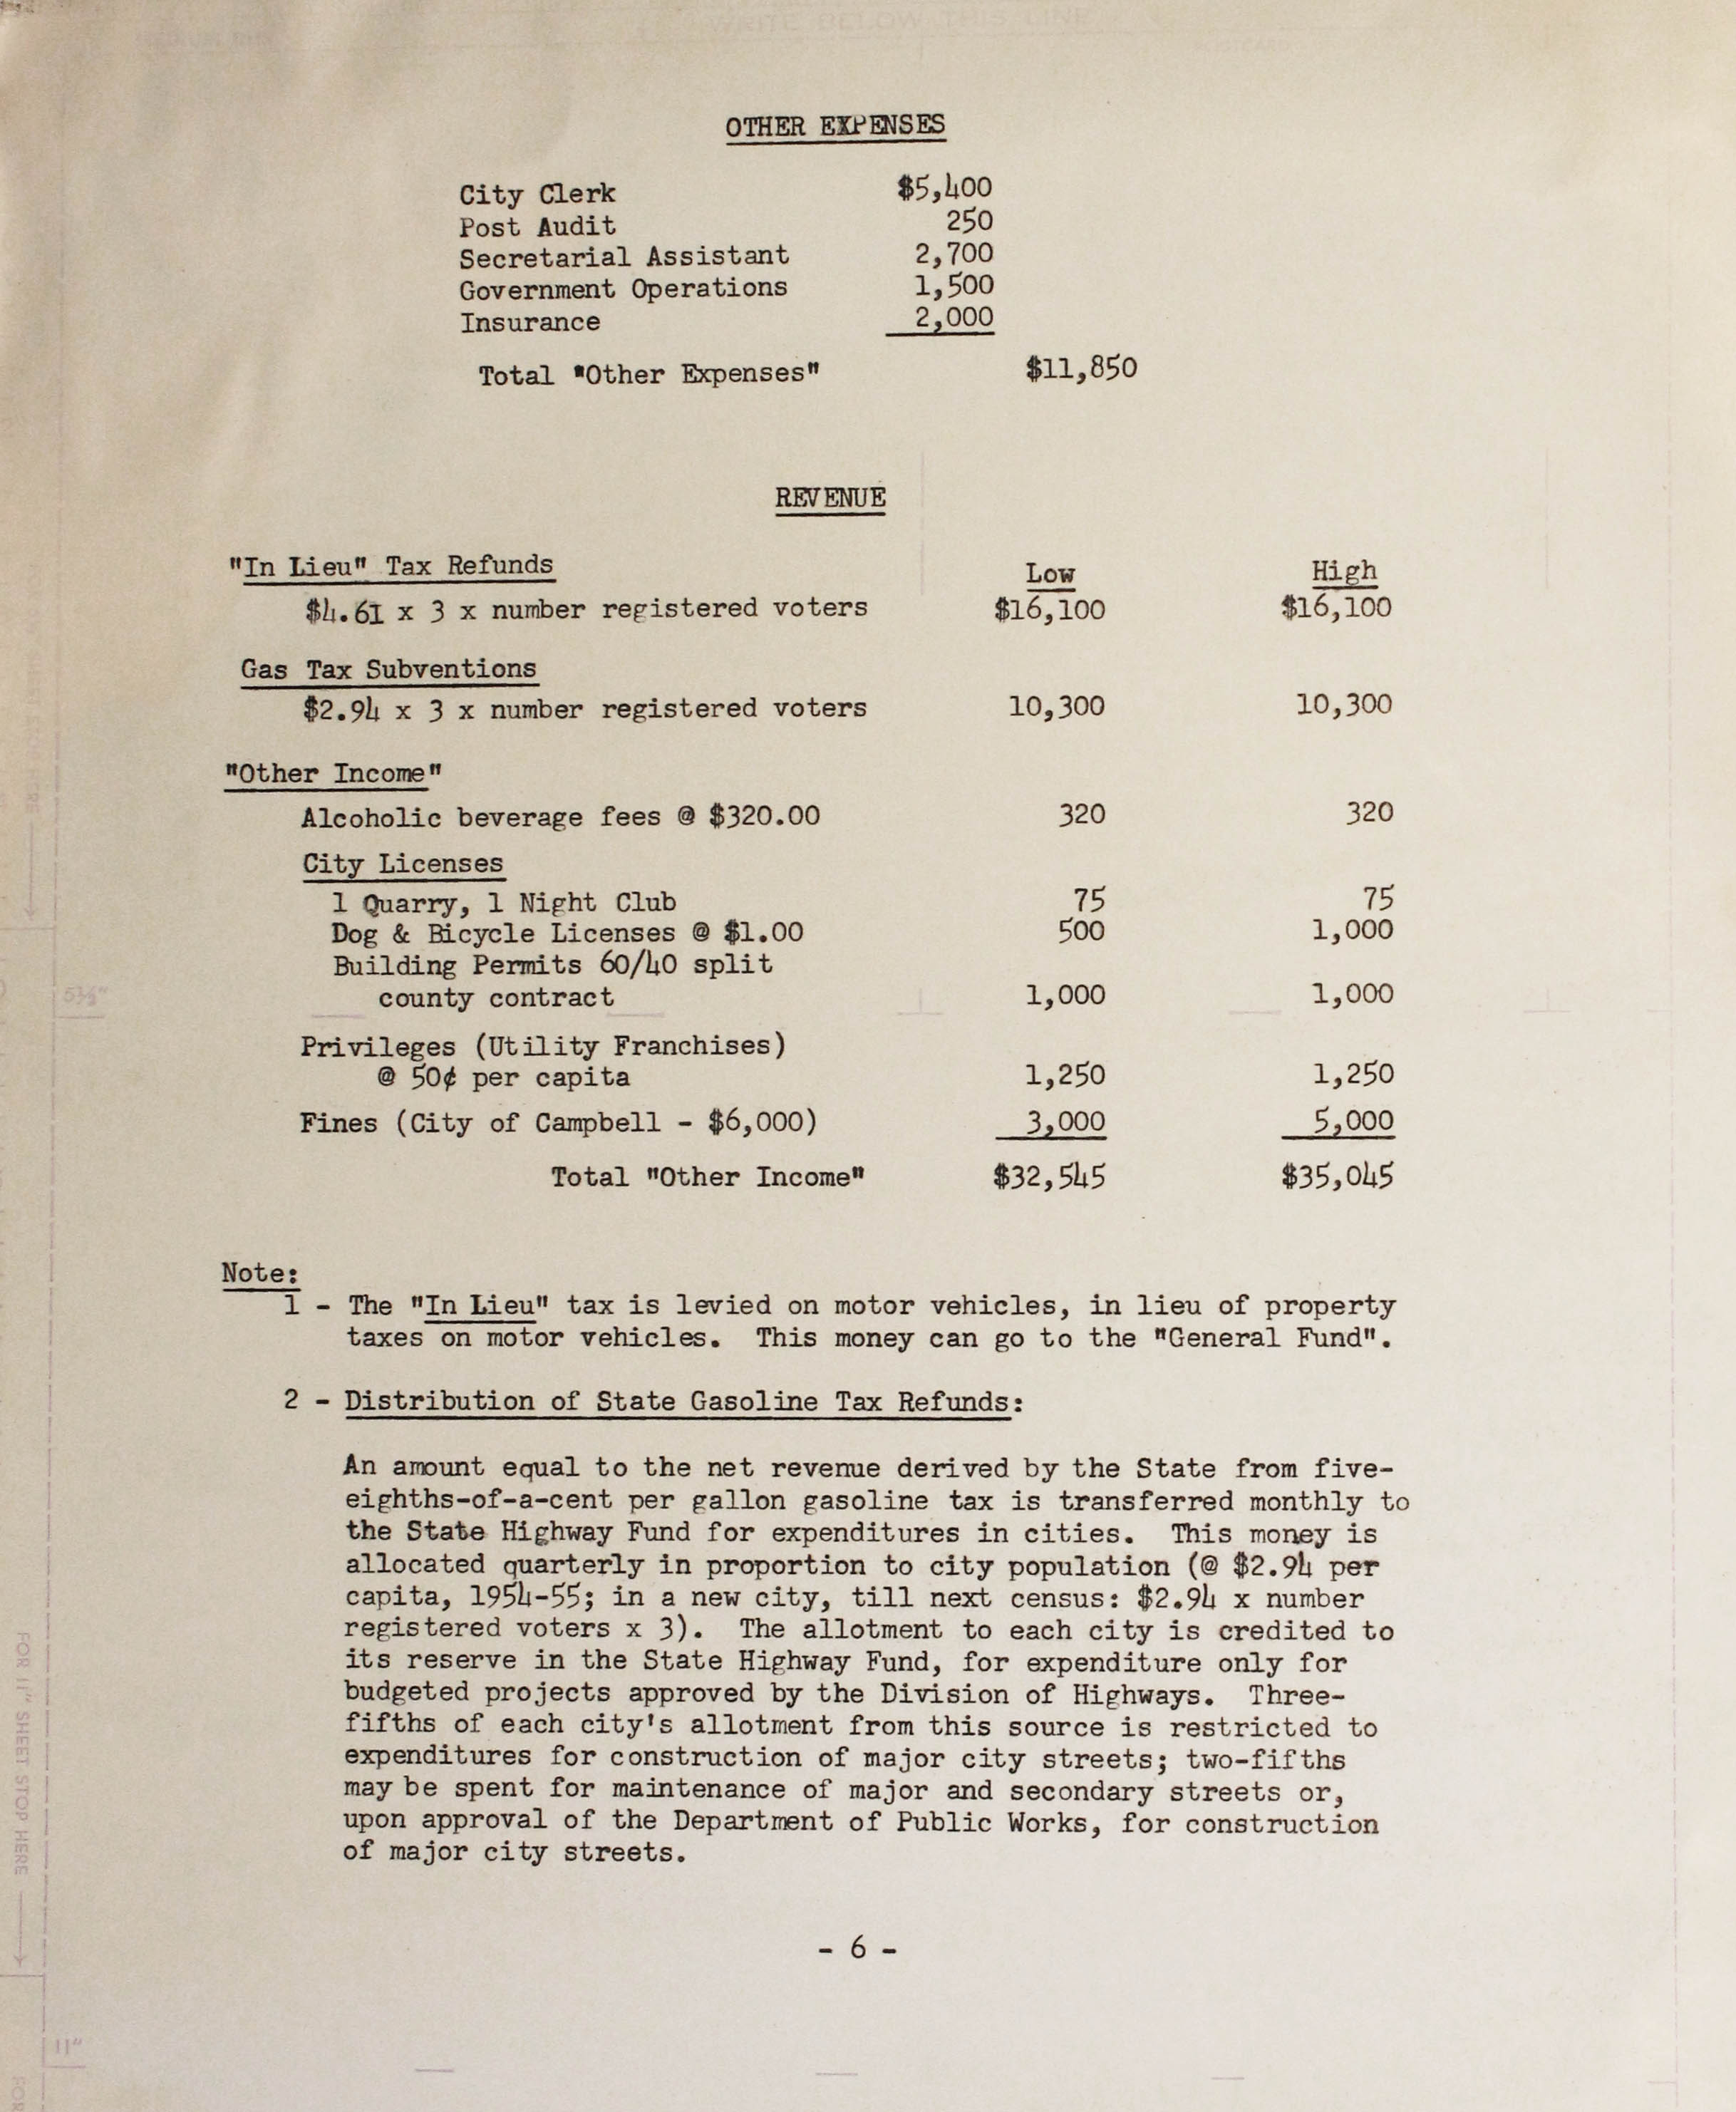 WRITE BELOW THIS LINE
OTHER EXPENSES
City Clerk $5,400
Post Audit 250
Secretarial Assistant 2,700
Government Operations 1,500
Insurance 2,000
Total "Other Expenses" $11,850
REVENUE
"In Lieu" Tax Refunds Low High
$4.61 x 3 x number registered voters $16,100 $16,100
Gas Tax Subventions
$2.94 x 3 x number registered voters 10,300 10,300
"Other Income"
Alcoholic beverage fees @ $320.00 320 320
City Licenses
1 Quarry, 1 Night Club 75 75
Dog & Bicycle Licenses @ $1.00 500 1,000
Building Permits 60/40 split
county contract 1,000 1,000
Privileges (Utility Franchises)
@ 50¢ per capita 1,250 1,250
Fines (City of Campbell - $6,000) 3,000 5,000
Total "Other Income" $32,545 $35,045
Note:
1 - The "In Lieu" tax is levied on motor vehicles, in lieu of property
taxes on motor vehicles. This money can go to the "General Fund".
2 - Distribution of State Gasoline Tax Refunds:
An amount equal to the net revenue derived by the State from five-
eighths-of-a-cent per gallon gasoline tax is transferred monthly to
the State Highway Fund for expenditures in cities. This money is
allocated quarterly in proportion to city population (@ $2.94 per
capita, 1954-55; in a new city, till next census: $2.94 x number
registered voters x 3). The allotment to each city is credited to
its reserve in the State Highway Fund, for expenditure only for
budgeted projects approved by the Division of Highways. Three-
fifths of each city's allotment from this source is restricted to
expenditures for construction of major city streets; two-fifths
may be spent for maintenance of major and secondary streets or,
upon approval of the Department of Public Works, for construction
of major city streets.
- 6 -
FOR 11" SHEET STOP HERE
11"